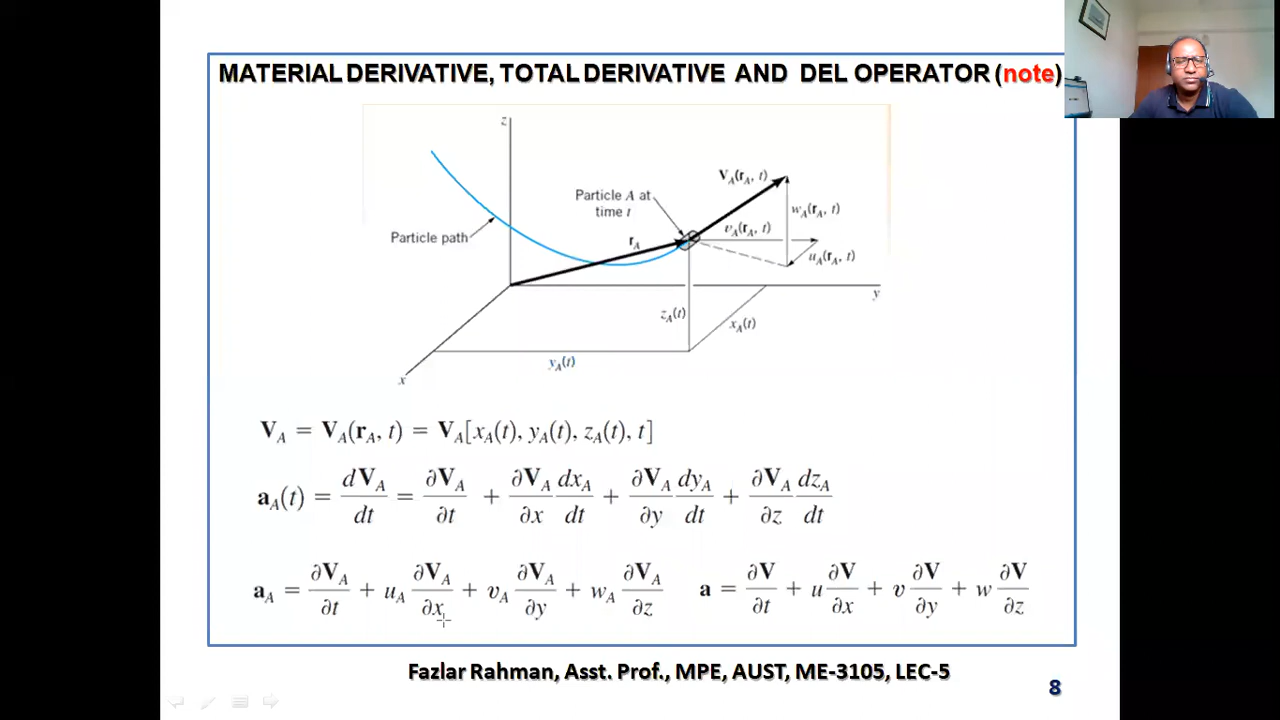 MATERIAL DERIVATIVE, TOTAL DERIVATIVE AND DEL OPERATOR (note)
z
V_A(r_A, t)
Particle A at
time t
w_A(r_A, t)
v_A(r_A, t)
Particle path
r_A
u_A(r_A, t)
y
z_A(t)
x_A(t)
y_A(t)
x
V_A = V_A(r_A, t) = V_A[x_A(t), y_A(t), z_A(t), t]
a_A(t) = dV_A/dt = ∂V_A/∂t + ∂V_A/∂x dx_A/dt + ∂V_A/∂y dy_A/dt + ∂V_A/∂z dz_A/dt
a_A = ∂V_A/∂t + u_A ∂V_A/∂x + v_A ∂V_A/∂y + w_A ∂V_A/∂z
a = ∂V/∂t + u ∂V/∂x + v ∂V/∂y + w ∂V/∂z
Fazlar Rahman, Asst. Prof., MPE, AUST, ME-3105, LEC-5
8